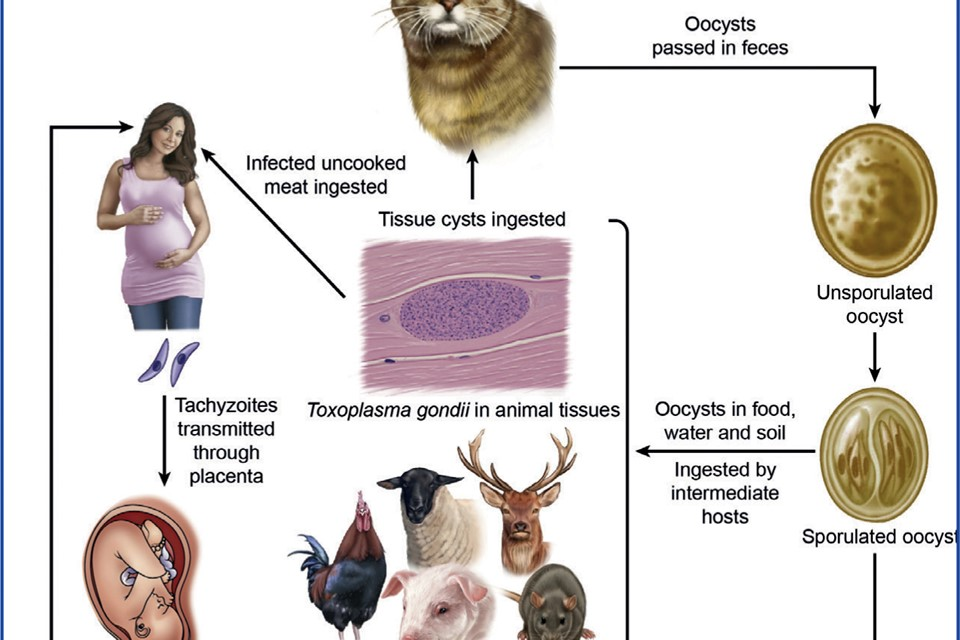 Oocysts
passed in feces
Infected uncooked
meat ingested
Tissue cysts ingested
Unsporulated
oocyst
Tachyzoites
transmitted
through
placenta
Toxoplasma gondii in animal tissues
Oocysts in food,
water and soil
Ingested by
intermediate
hosts
Sporulated oocyst